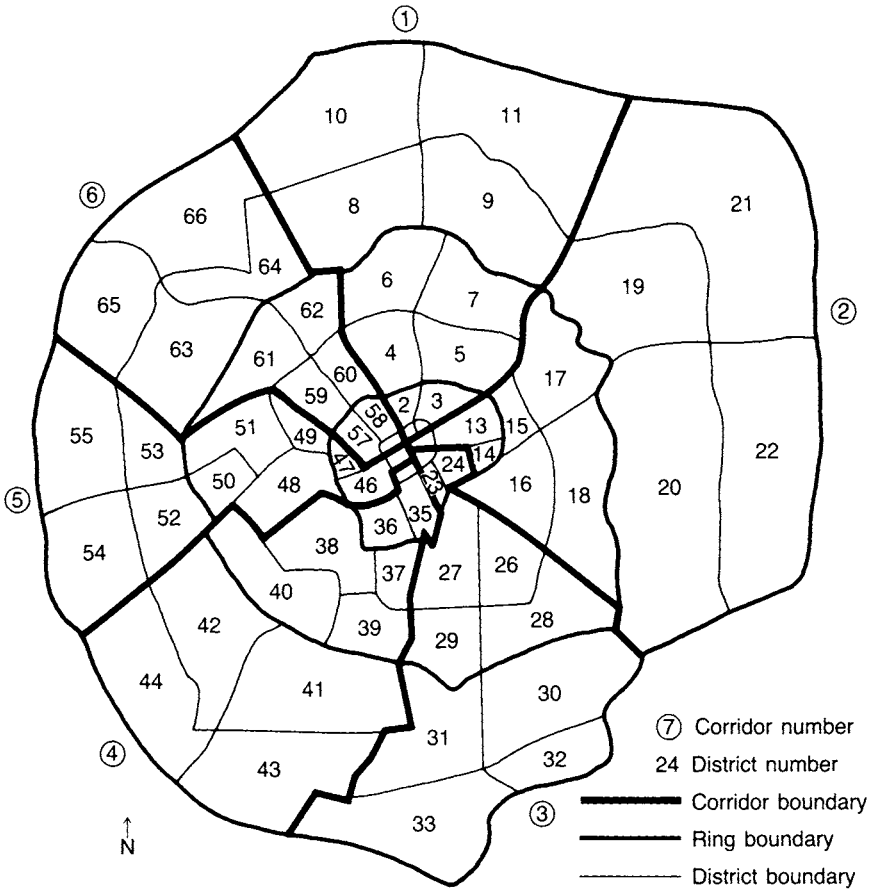 ①
10 11
⑥
66 8 9 21
64
65 6 7 19 ②
62
63 61 4 5 17
60
59 58 2 3
55 53 51 49 57 13 15 22
47 24 14
⑤ 50 48 46 23 16 18 20
52 36 35
54 38 37 27 26
40
42 39 29 28
44 41 30
31
④ 43 32
33 ③
↑
N
⑦ Corridor number
24 District number
Corridor boundary
Ring boundary
District boundary